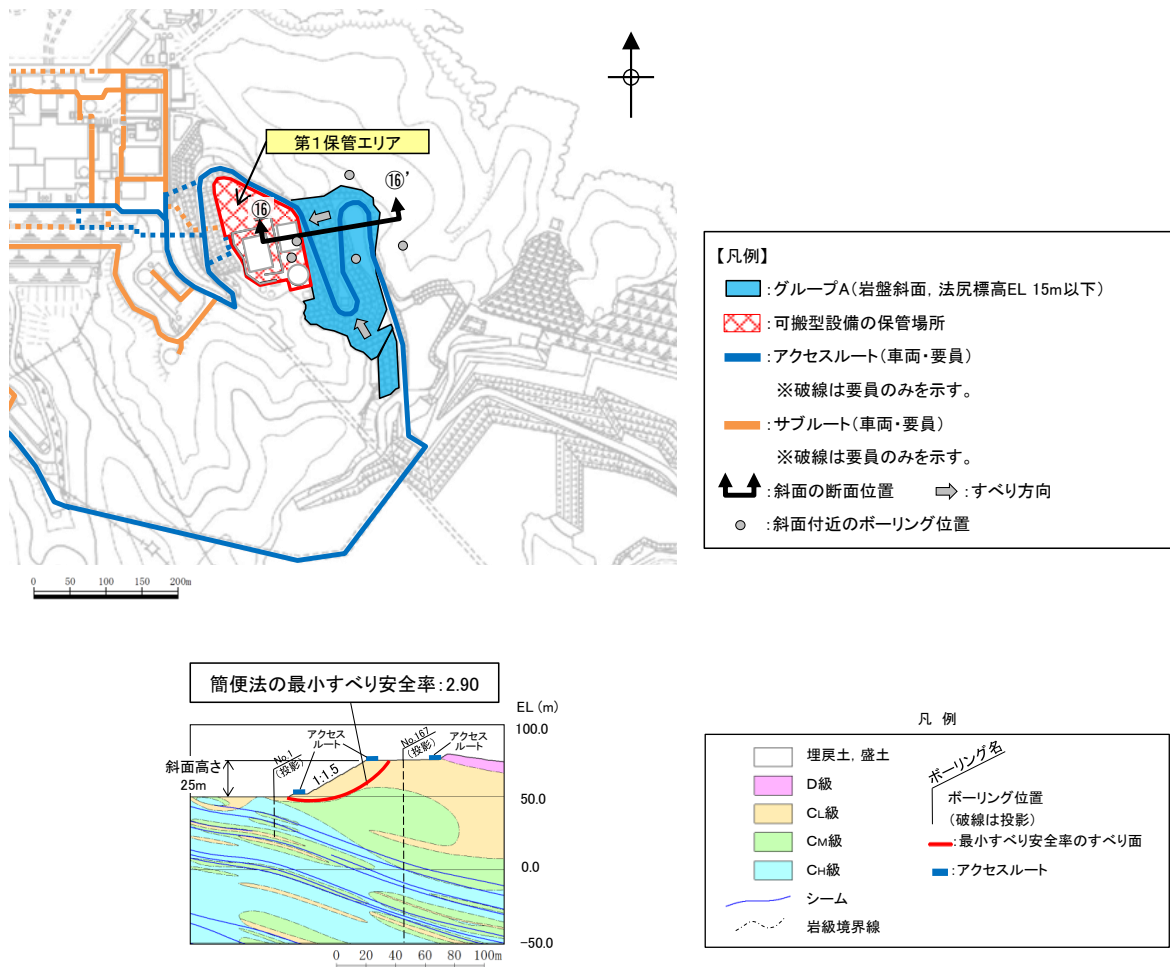 第1保管エリア
⑯
⑯’
0 50 100 150 200m
【凡例】
:グループA(岩盤斜面, 法尻標高EL 15m以下)
:可搬型設備の保管場所
:アクセスルート(車両・要員)
※破線は要員のみを示す。
:サブルート(車両・要員)
※破線は要員のみを示す。
:斜面の断面位置 :すべり方向
:斜面付近のボーリング位置
簡便法の最小すべり安全率:2.90
EL (m)
100.0
50.0
0.0
-50.0
斜面高さ
25m
No.1
(投影)
アクセス
ルート
1:1.5
No.167
(投影)
アクセス
ルート
0 20 40 60 80 100m
凡 例
埋戻土, 盛土
D級
CL級
CM級
CH級
シーム
岩級境界線
ボーリング名
ボーリング位置
(破線は投影)
:最小すべり安全率のすべり面
:アクセスルート